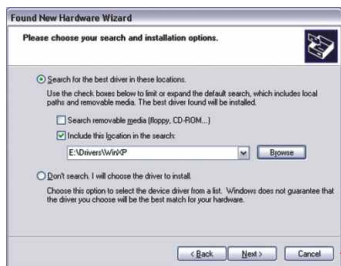 Found New Hardware Wizard
Please choose your search and installation options.
Search for the best driver in these locations.
Use the check boxes below to limit or expand the default search, which includes local
paths and removable media. The best driver found will be installed.
Search removable media (floppy, CD-ROM...)
Include this location in the search:
E:\Drivers\WinXP
Browse
Don't search. I will choose the driver to install.
Choose this option to select the device driver from a list. Windows does not guarantee that
the driver you choose will be the best match for your hardware.
< Back
Next >
Cancel